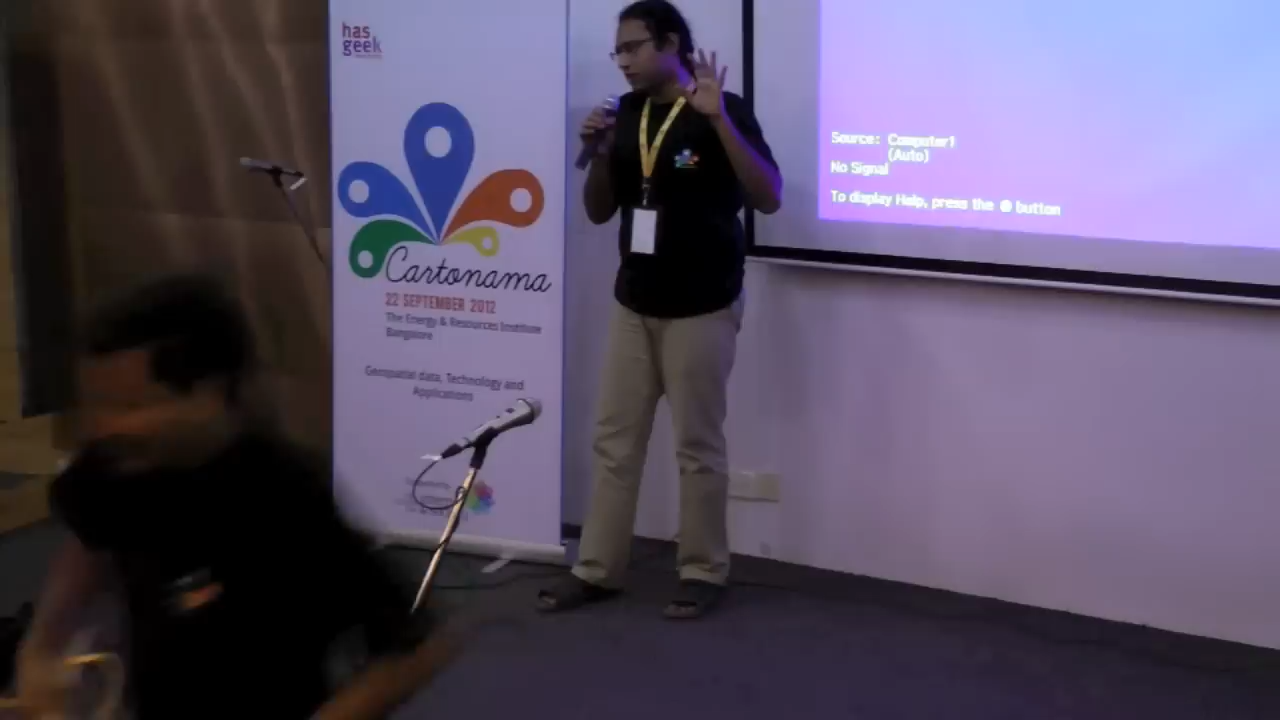 has
geek
Cartonama
22 SEPTEMBER 2012
The Energy & Resources Institute
Bangalore
Geospatial data, Technology and
Applications
Source: Computer1
(Auto)
No Signal
To display Help, press the button